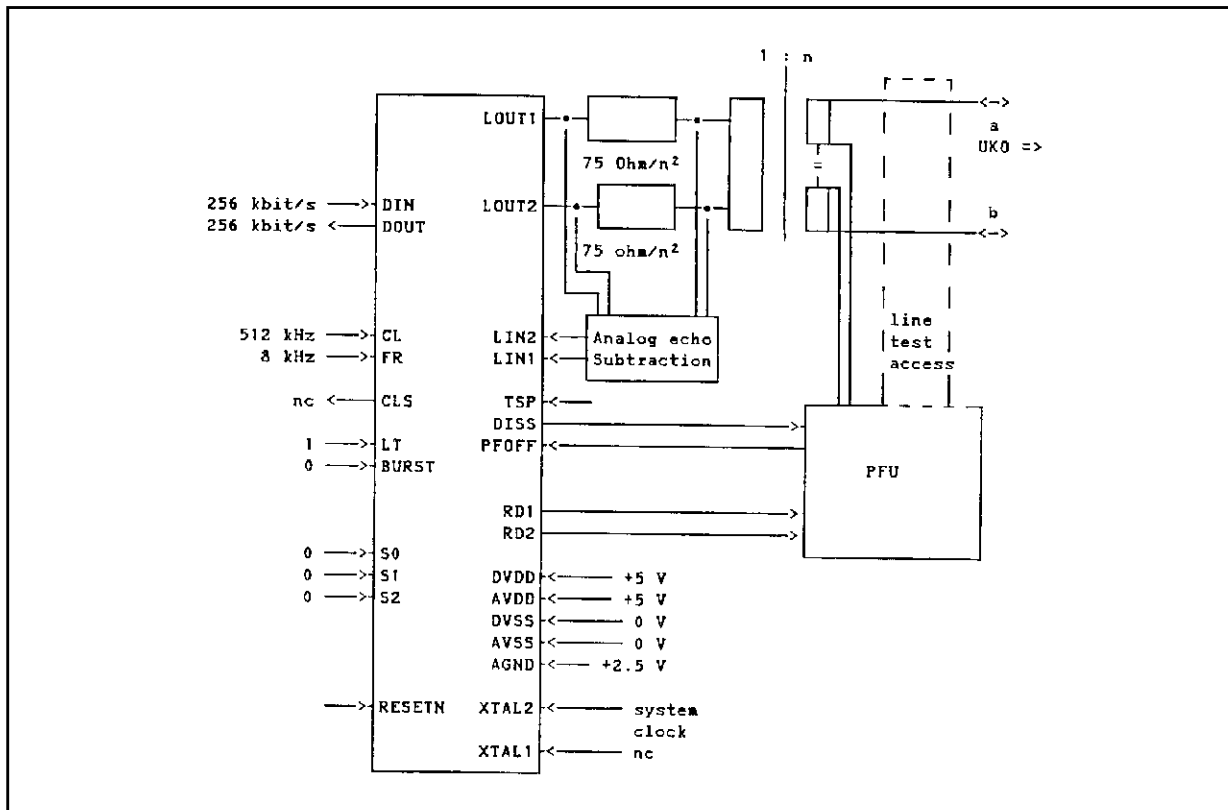 1 : n
LOUT1
75 Ohm/n²
LOUT2
75 ohm/n²
a
UK0 =>
=
b
256 kbit/s DIN
256 kbit/s DOUT
512 kHz CL
8 kHz FR
nc CLS
1 LT
0 BURST
0 S0
0 S1
0 S2
RESETN
LIN2
LIN1
Analog echo
Subtraction
line
test
access
TSP
DISS
PFOFF
PFU
RD1
RD2
DVDD +5 V
AVDD +5 V
DVSS 0 V
AVSS 0 V
AGND +2.5 V
XTAL2 system
clock
XTAL1 nc